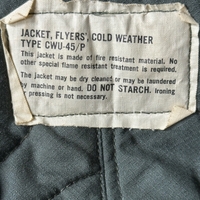 JACKET, FLYERS', COLD WEATHER
TYPE CWU-45/P
This jacket is made of fire resistant material. No
other special flame resistant treatment is required.
The jacket may be dry cleaned or may be laundered
by machine or hand. DO NOT STARCH. Ironing
or pressing is not necessary.